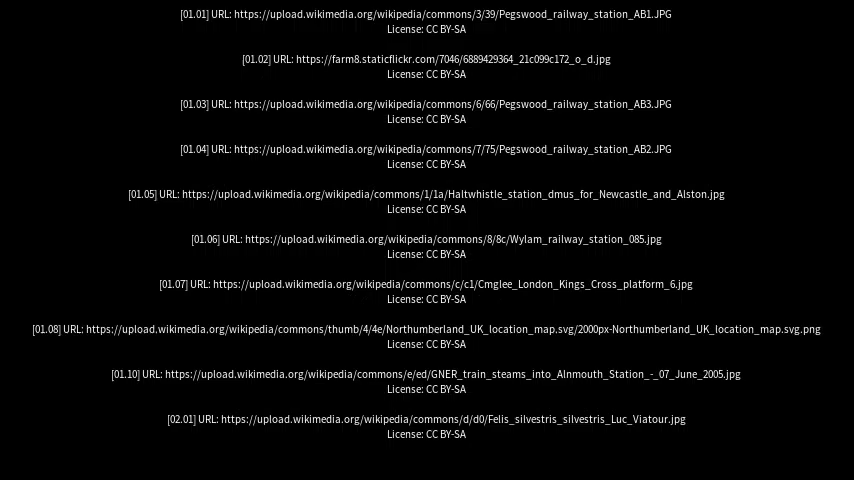 [01.01] URL: https://upload.wikimedia.org/wikipedia/commons/3/39/Pegswood_railway_station_AB1.JPG
License: CC BY-SA
[01.02] URL: https://farm8.staticflickr.com/7046/6889429364_21c099c172_o_d.jpg
License: CC BY-SA
[01.03] URL: https://upload.wikimedia.org/wikipedia/commons/6/66/Pegswood_railway_station_AB3.JPG
License: CC BY-SA
[01.04] URL: https://upload.wikimedia.org/wikipedia/commons/7/75/Pegswood_railway_station_AB2.JPG
License: CC BY-SA
[01.05] URL: https://upload.wikimedia.org/wikipedia/commons/1/1a/Haltwhistle_station_dmus_for_Newcastle_and_Alston.jpg
License: CC BY-SA
[01.06] URL: https://upload.wikimedia.org/wikipedia/commons/8/8c/Wylam_railway_station_085.jpg
License: CC BY-SA
[01.07] URL: https://upload.wikimedia.org/wikipedia/commons/c/c1/Cmglee_London_Kings_Cross_platform_6.jpg
License: CC BY-SA
[01.08] URL: https://upload.wikimedia.org/wikipedia/commons/thumb/4/4e/Northumberland_UK_location_map.svg/2000px-Northumberland_UK_location_map.svg.png
License: CC BY-SA
[01.10] URL: https://upload.wikimedia.org/wikipedia/commons/e/ed/GNER_train_steams_into_Alnmouth_Station_-_07_June_2005.jpg
License: CC BY-SA
[02.01] URL: https://upload.wikimedia.org/wikipedia/commons/d/d0/Felis_silvestris_silvestris_Luc_Viatour.jpg
License: CC BY-SA